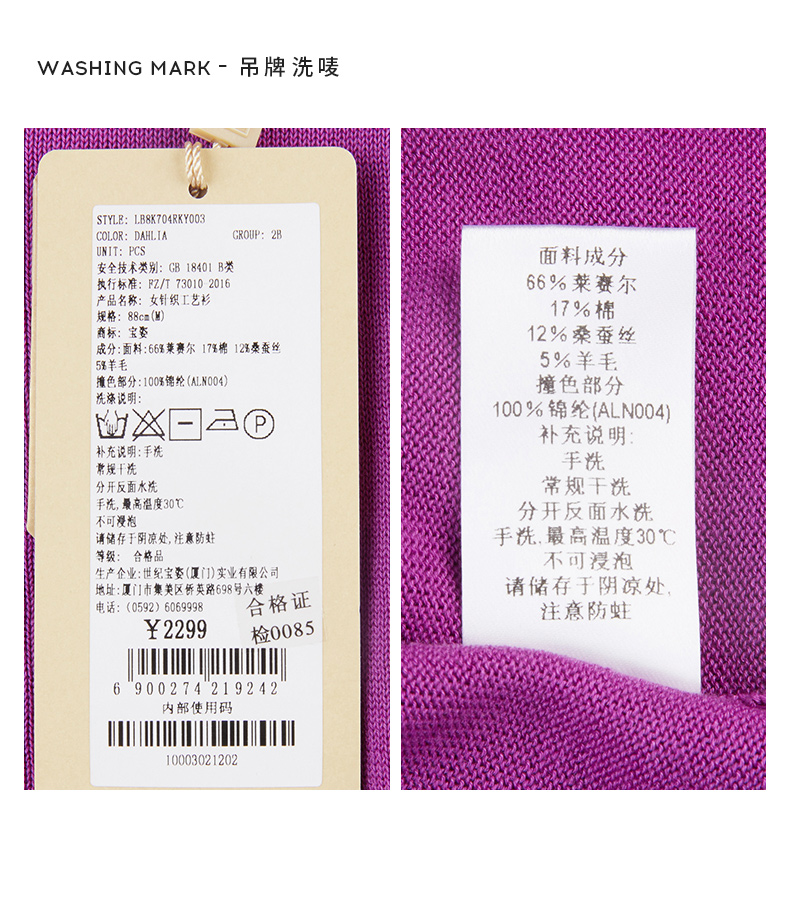 WASHING MARK - 吊牌洗唛
STYLE: LB8K704RKY003
COLOR: DAHLIA GROUP: 2B
UNIT: PCS
安全技术类别: GB 18401 B类
执行标准: FZ/T 73010-2016
产品名称: 女针织工艺衫
规格: 88cm(M)
商标: 宝姿
成分:面料:66%莱赛尔 17%棉 12%桑蚕丝
5%羊毛
撞色部分:100%锦纶(ALN004)
洗涤说明:
P
补充说明:手洗
常规干洗
分开反面水洗
手洗,最高温度30℃
不可浸泡
请储存于阴凉处,注意防蛀
等级: 合格品
生产企业:世纪宝姿(厦门)实业有限公司
地址:厦门市集美区侨英路698号六楼
电话: (0592) 6069998
合格证
检0085
¥2299
6 900274 219242
内部使用码
10003021202
面料成分
66%莱赛尔
17%棉
12%桑蚕丝
5%羊毛
撞色部分
100%锦纶(ALN004)
补充说明:
手洗
常规干洗
分开反面水洗
手洗,最高温度30℃
不可浸泡
请储存于阴凉处,
注意防蛀